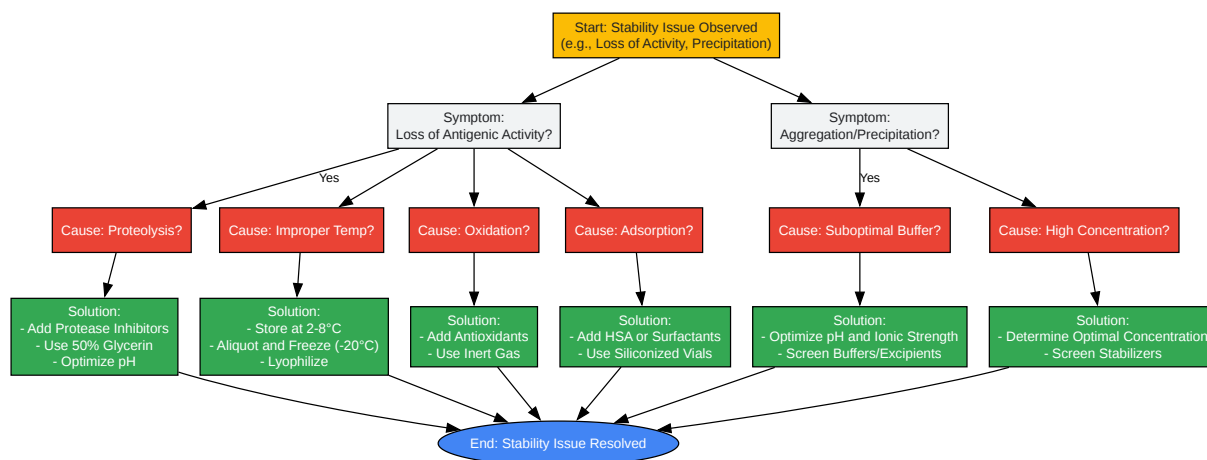 Start: Stability Issue Observed
(e.g., Loss of Activity, Precipitation)
Symptom:
Loss of Antigenic Activity?
Symptom:
Aggregation/Precipitation?
Yes
Yes
Cause: Proteolysis?
Cause: Improper Temp?
Cause: Oxidation?
Cause: Adsorption?
Cause: Suboptimal Buffer?
Cause: High Concentration?
Solution:
- Add Protease Inhibitors
- Use 50% Glycerin
- Optimize pH
Solution:
- Store at 2-8°C
- Aliquot and Freeze (-20°C)
- Lyophilize
Solution:
- Add Antioxidants
- Use Inert Gas
Solution:
- Add HSA or Surfactants
- Use Siliconized Vials
Solution:
- Optimize pH and Ionic Strength
- Screen Buffers/Excipients
Solution:
- Determine Optimal Concentration
- Screen Stabilizers
End: Stability Issue Resolved